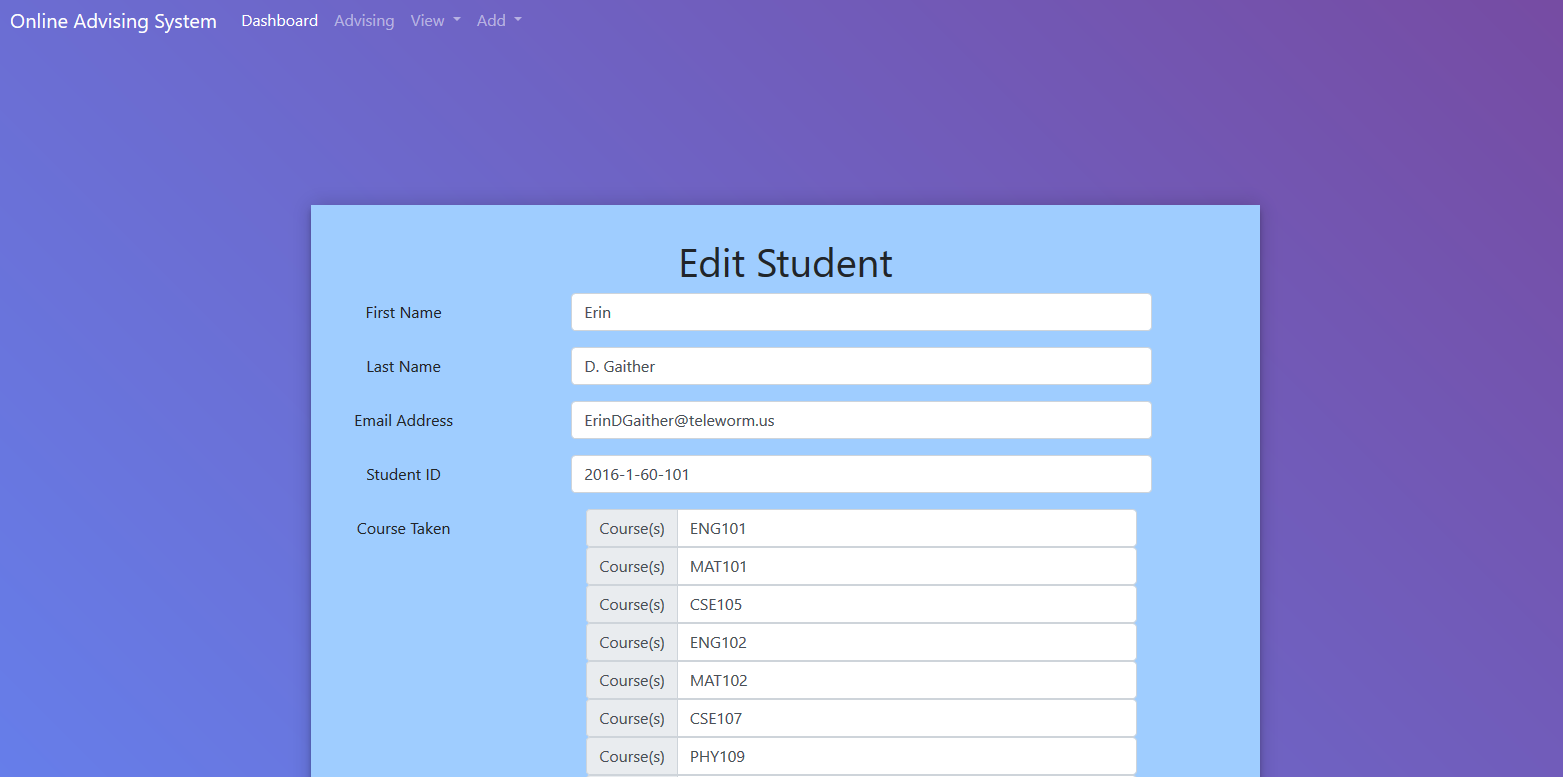 Online Advising System Dashboard Advising View Add
Edit Student
First Name Erin
Last Name D. Gaither
Email Address ErinDGaither@teleworm.us
Student ID 2016-1-60-101
Course Taken Course(s) ENG101
Course(s) MAT101
Course(s) CSE105
Course(s) ENG102
Course(s) MAT102
Course(s) CSE107
Course(s) PHY109